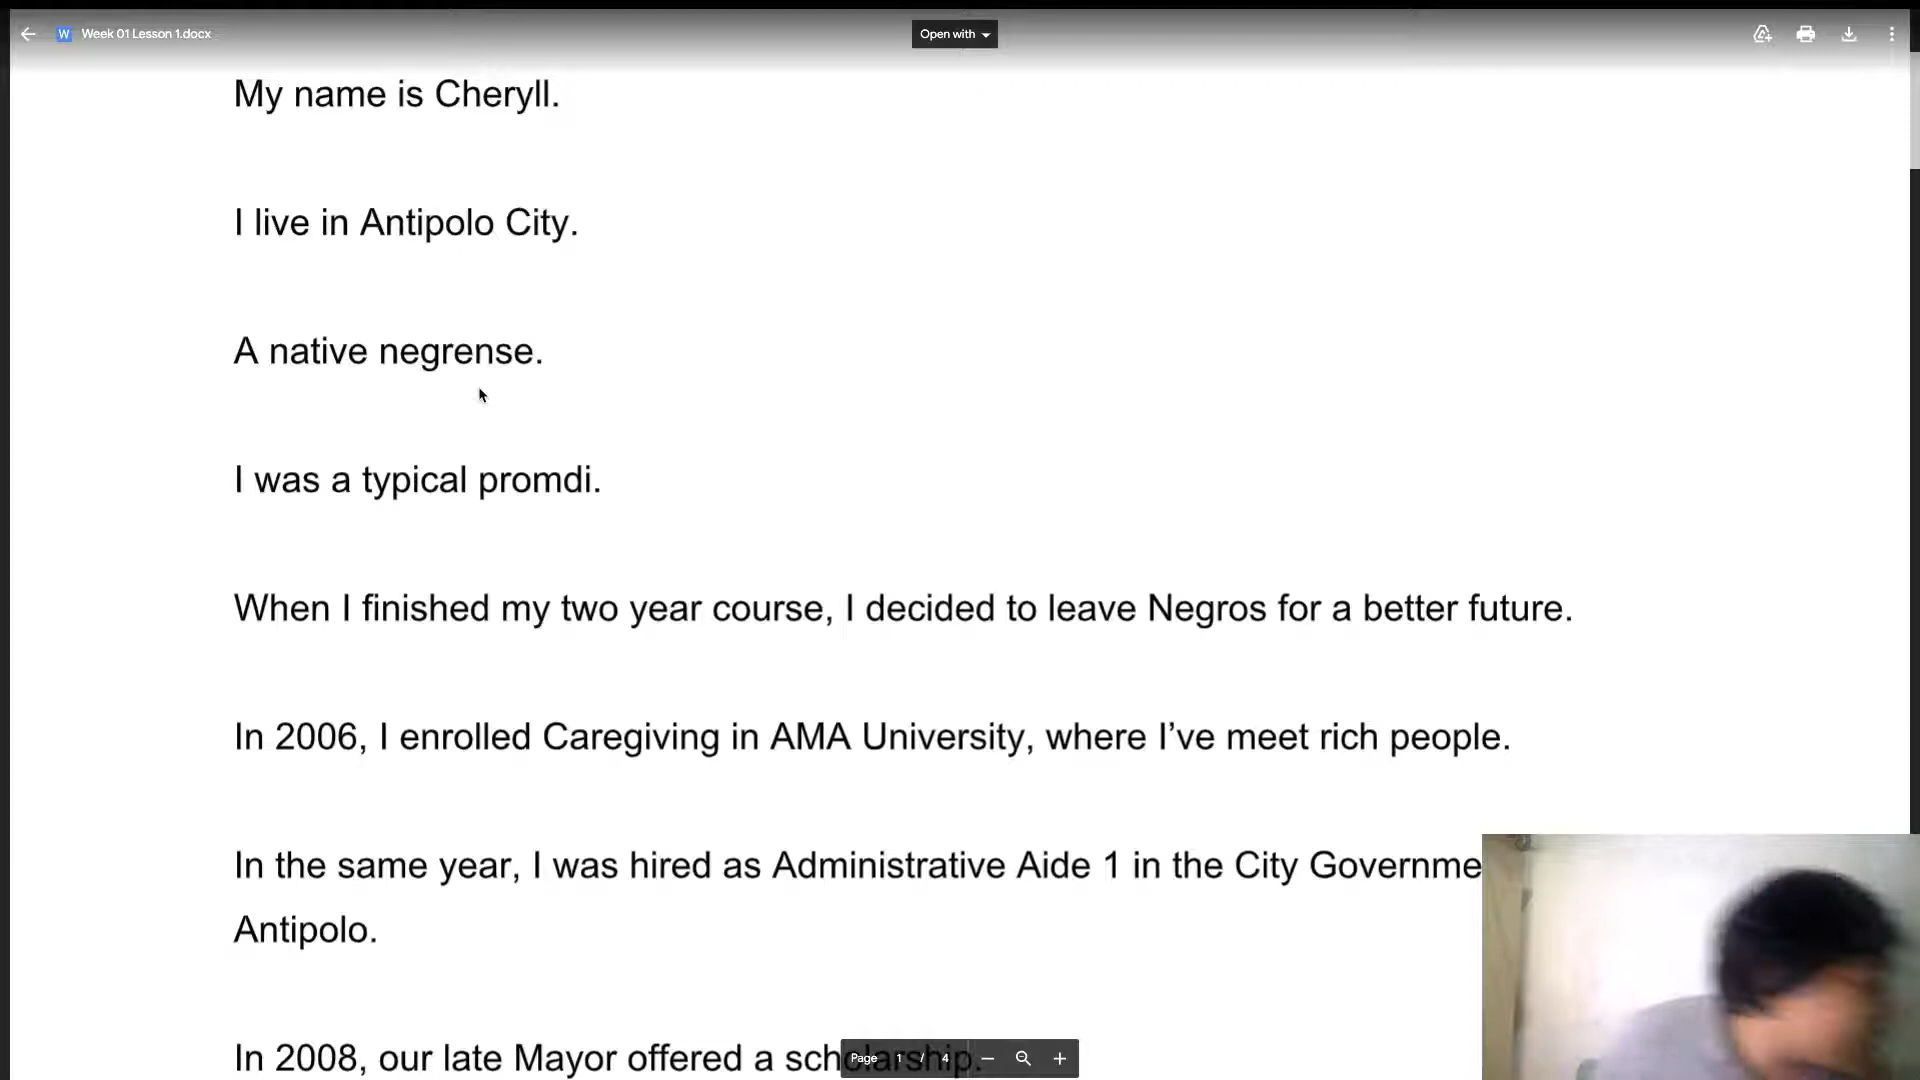 Week 01 Lesson 1.docx
Open with
My name is Cheryll.
I live in Antipolo City.
A native negrense.
I was a typical promdi.
When I finished my two year course, I decided to leave Negros for a better future.
In 2006, I enrolled Caregiving in AMA University, where I’ve meet rich people.
In the same year, I was hired as Administrative Aide 1 in the City Governme
Antipolo.
In 2008, our late Mayor offered a scholarship.
Page 1 / 4